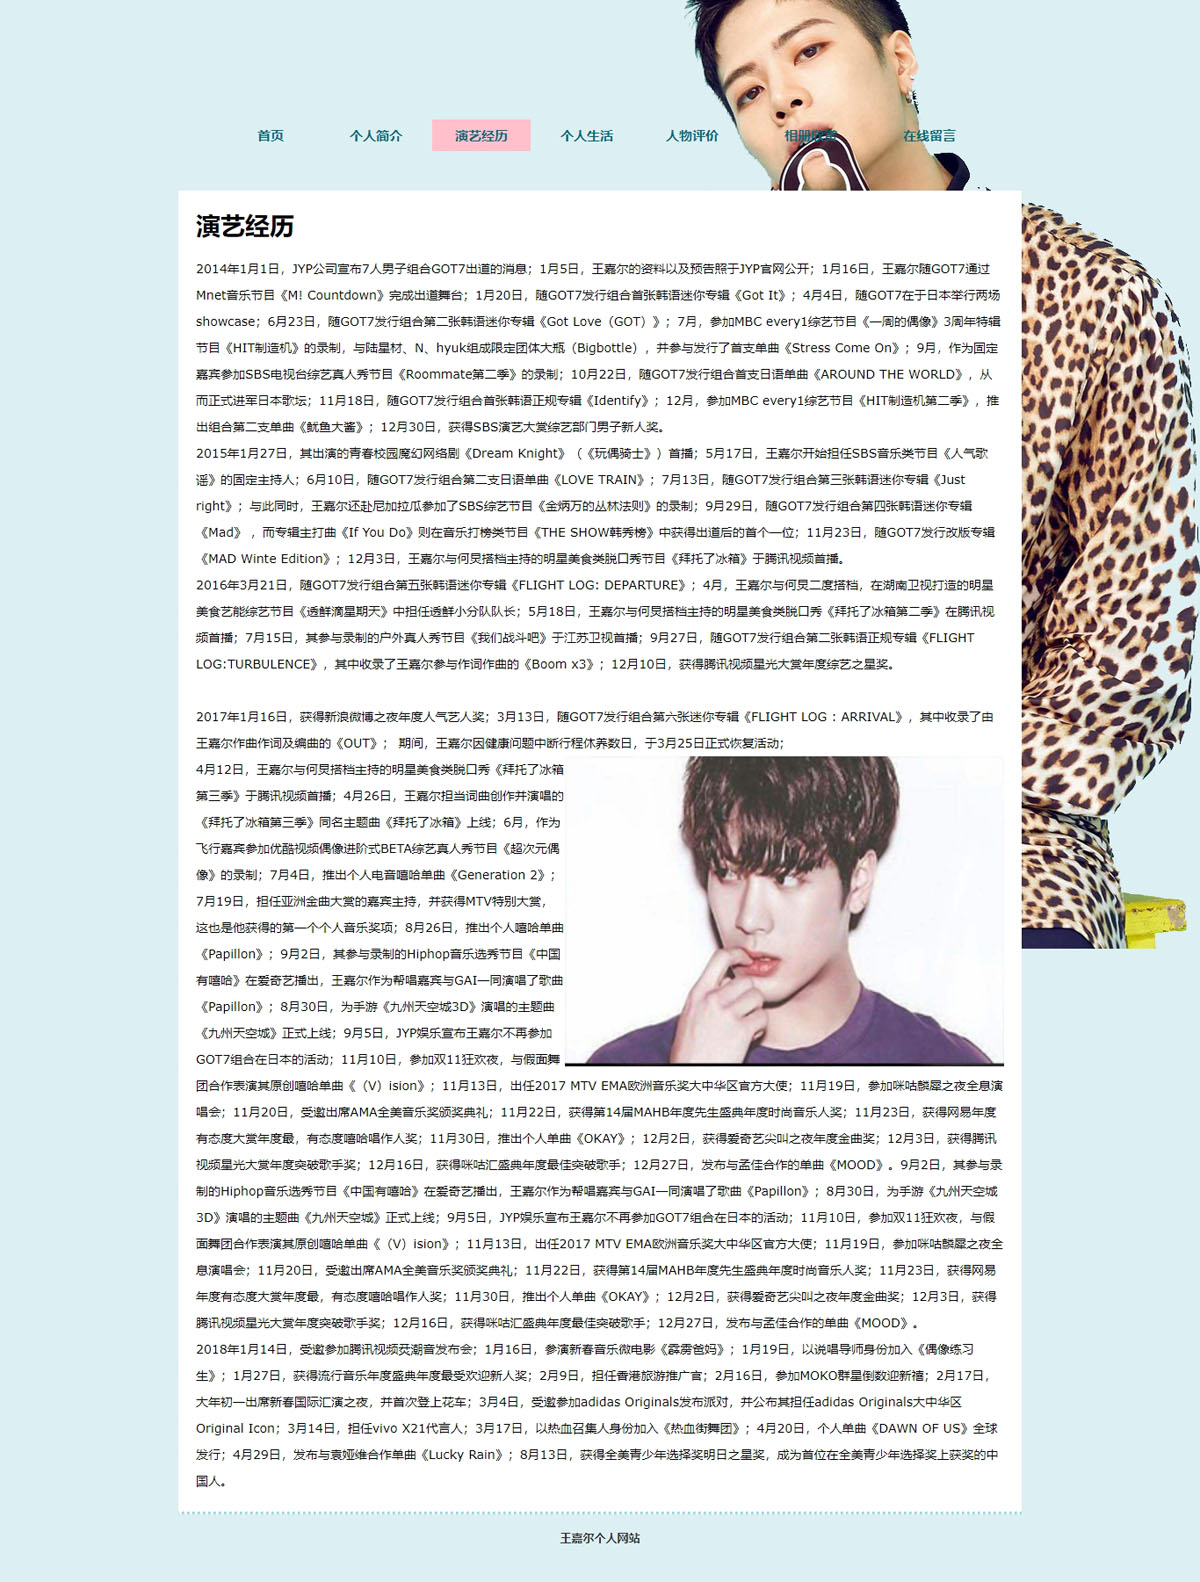 首页 个人简介 演艺经历 个人生活 人物评价 相册 在线留言
演艺经历
2014年1月1日，JYP公司宣布7人男子组合GOT7出道的消息；1月5日，王嘉尔的资料以及预告照于JYP官网公开；1月16日，王嘉尔随GOT7通过
Mnet音乐节目《M! Countdown》完成出道舞台；1月20日，随GOT7发行组合首张韩语迷你专辑《Got It》；4月4日，随GOT7在于日本举行两场
showcase；6月23日，随GOT7发行组合第二张韩语迷你专辑《Got Love（GOT）》；7月，参加MBC every1综艺节目《一周的偶像》3周年特辑
节目《HIT制造机》的录制，与陆星材、N、hyuk组成限定团体大瓶（Bigbottle），并参与发行了首支单曲《Stress Come On》；9月，作为固定
嘉宾参加SBS电视台综艺真人秀节目《Roommate第二季》的录制；10月22日，随GOT7发行组合首支日语单曲《AROUND THE WORLD》，从
而正式进军日本歌坛；11月18日，随GOT7发行组合首张韩语正规专辑《Identify》；12月，参加MBC every1综艺节目《HIT制造机第二季》，推
出组合第二支单曲《鱿鱼大酱》；12月30日，获得SBS演艺大赏综艺部门男子新人奖。
2015年1月27日，其出演的青春校园魔幻网络剧《Dream Knight》（《玩偶骑士》）首播；5月17日，王嘉尔开始担任SBS音乐类节目《人气歌
谣》的固定主持人；6月10日，随GOT7发行组合第二支日语单曲《LOVE TRAIN》；7月13日，随GOT7发行组合第三张韩语迷你专辑《Just
right》；与此同时，王嘉尔还赴尼加拉瓜参加了SBS综艺节目《金炳万的丛林法则》的录制；9月29日，随GOT7发行组合第四张韩语迷你专辑
《Mad》，而专辑主打曲《If You Do》则在音乐打榜类节目《THE SHOW韩秀榜》中获得出道后的首个一位；11月23日，随GOT7发行改版专辑
《MAD Winte Edition》；12月3日，王嘉尔与何炅搭档主持的明星美食类脱口秀节目《拜托了冰箱》于腾讯视频首播。
2016年3月21日，随GOT7发行组合第五张韩语迷你专辑《FLIGHT LOG: DEPARTURE》；4月，王嘉尔与何炅二度搭档，在湖南卫视打造的明星
美食艺能综艺节目《透鲜滴星期天》中担任透鲜小分队队长；5月18日，王嘉尔与何炅搭档主持的明星美食类脱口秀《拜托了冰箱第二季》在腾讯视
频首播；7月15日，其参与录制的户外真人秀节目《我们战斗吧》于江苏卫视首播；9月27日，随GOT7发行组合第二张韩语正规专辑《FLIGHT
LOG:TURBULENCE》，其中收录了王嘉尔参与作词作曲的《Boom x3》；12月10日，获得腾讯视频星光大赏年度综艺之星奖。
2017年1月16日，获得新浪微博之夜年度人气艺人奖；3月13日，随GOT7发行组合第六张迷你专辑《FLIGHT LOG：ARRIVAL》，其中收录了由
王嘉尔作曲作词及编曲的《OUT》； 期间，王嘉尔因健康问题中断行程休养数日，于3月25日正式恢复活动；
4月12日，王嘉尔与何炅搭档主持的明星美食类脱口秀《拜托了冰箱
第三季》于腾讯视频首播；4月26日，王嘉尔担当词曲创作并演唱的
《拜托了冰箱第三季》同名主题曲《拜托了冰箱》上线；6月，作为
飞行嘉宾参加优酷视频偶像进阶式BETA综艺真人秀节目《超次元偶
像》的录制；7月4日，推出个人电音嘻哈单曲《Generation 2》；
7月19日，担任亚洲金曲大赏的嘉宾主持，并获得MTV特别大赏，
这也是他获得的第一个个人音乐奖项；8月26日，推出个人嘻哈单曲
《Papillon》；9月2日，其参与录制的Hiphop音乐选秀节目《中国
有嘻哈》在爱奇艺播出，王嘉尔作为帮唱嘉宾与GAI一同演唱了歌曲
《Papillon》；8月30日，为手游《九州天空城3D》演唱的主题曲
《九州天空城》正式上线；9月5日，JYP娱乐宣布王嘉尔不再参加
GOT7组合在日本的活动；11月10日，参加双11狂欢夜，与假面舞
团合作表演其原创嘻哈单曲《（V）ision》；11月13日，出任2017 MTV EMA欧洲音乐奖大中华区官方大使；11月19日，参加咪咕麟犀之夜全息演
唱会；11月20日，受邀出席AMA全美音乐奖颁奖典礼；11月22日，获得第14届MAHB年度先生盛典年度时尚音乐人奖；11月23日，获得网易年度
有态度大赏年度最，有态度嘻哈唱作人奖；11月30日，推出个人单曲《OKAY》；12月2日，获得爱奇艺尖叫之夜年度金曲奖；12月3日，获得腾讯
视频星光大赏年度突破歌手奖；12月16日，获得咪咕汇盛典年度最佳突破歌手；12月27日，发布与孟佳合作的单曲《MOOD》。9月2日，其参与录
制的Hiphop音乐选秀节目《中国有嘻哈》在爱奇艺播出，王嘉尔作为帮唱嘉宾与GAI一同演唱了歌曲《Papillon》；8月30日，为手游《九州天空城
3D》演唱的主题曲《九州天空城》正式上线；9月5日，JYP娱乐宣布王嘉尔不再参加GOT7组合在日本的活动；11月10日，参加双11狂欢夜，与假
面舞团合作表演其原创嘻哈单曲《（V）ision》；11月13日，出任2017 MTV EMA欧洲音乐奖大中华区官方大使；11月19日，参加咪咕麟犀之夜全
息演唱会；11月20日，受邀出席AMA全美音乐奖颁奖典礼；11月22日，获得第14届MAHB年度先生盛典年度时尚音乐人奖；11月23日，获得网易
年度有态度大赏年度最，有态度嘻哈唱作人奖；11月30日，推出个人单曲《OKAY》；12月2日，获得爱奇艺尖叫之夜年度金曲奖；12月3日，获得
腾讯视频星光大赏年度突破歌手奖；12月16日，获得咪咕汇盛典年度最佳突破歌手；12月27日，发布与孟佳合作的单曲《MOOD》。
2018年1月14日，受邀参加腾讯视频荧潮音发布会；1月16日，参演新春音乐微电影《霹雳爸妈》；1月19日，以说唱导师身份加入《偶像练习
生》；1月27日，获得流行音乐年度盛典年度最受欢迎新人奖；2月9日，担任香港旅游推广官；2月16日，参加MOKO群星倒数迎新禧；2月17日，
大年初一出席新春国际汇演之夜，并首次登上花车；3月4日，受邀参加adidas Originals发布派对，并公布其担任adidas Originals大中华区
Original Icon；3月14日，担任vivo X21代言人；3月17日，以热血召集人身份加入《热血街舞团》；4月20日，个人单曲《DAWN OF US》全球
发行；4月29日，发布与袁娅维合作单曲《Lucky Rain》；8月13日，获得全美青少年选择奖明日之星奖，成为首位在全美青少年选择奖上获奖的中
国人。
王嘉尔个人网站